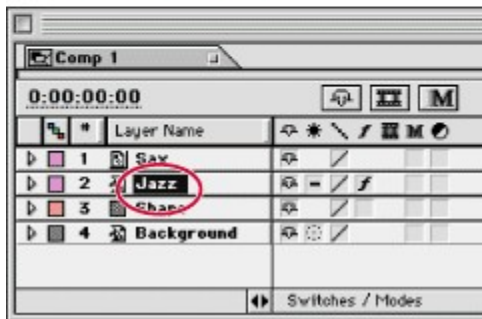 Comp 1
0:00:00:00 M
# Layer Name f M
1 Sax
2 Jazz f
3 Shape
4 Background
Switches / Modes